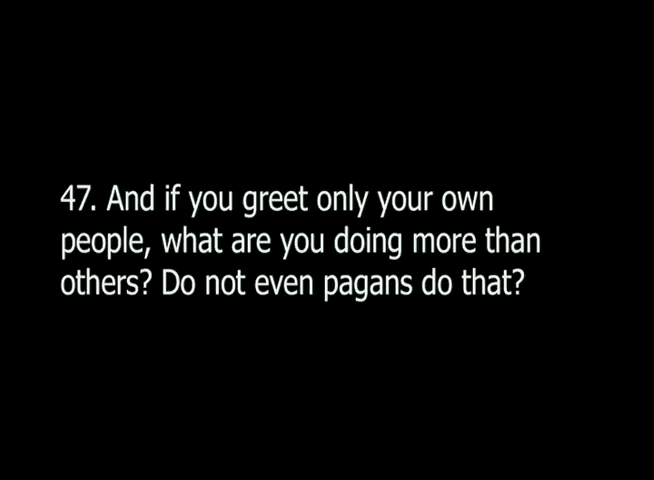 47. And if you greet only your own
people, what are you doing more than
others? Do not even pagans do that?